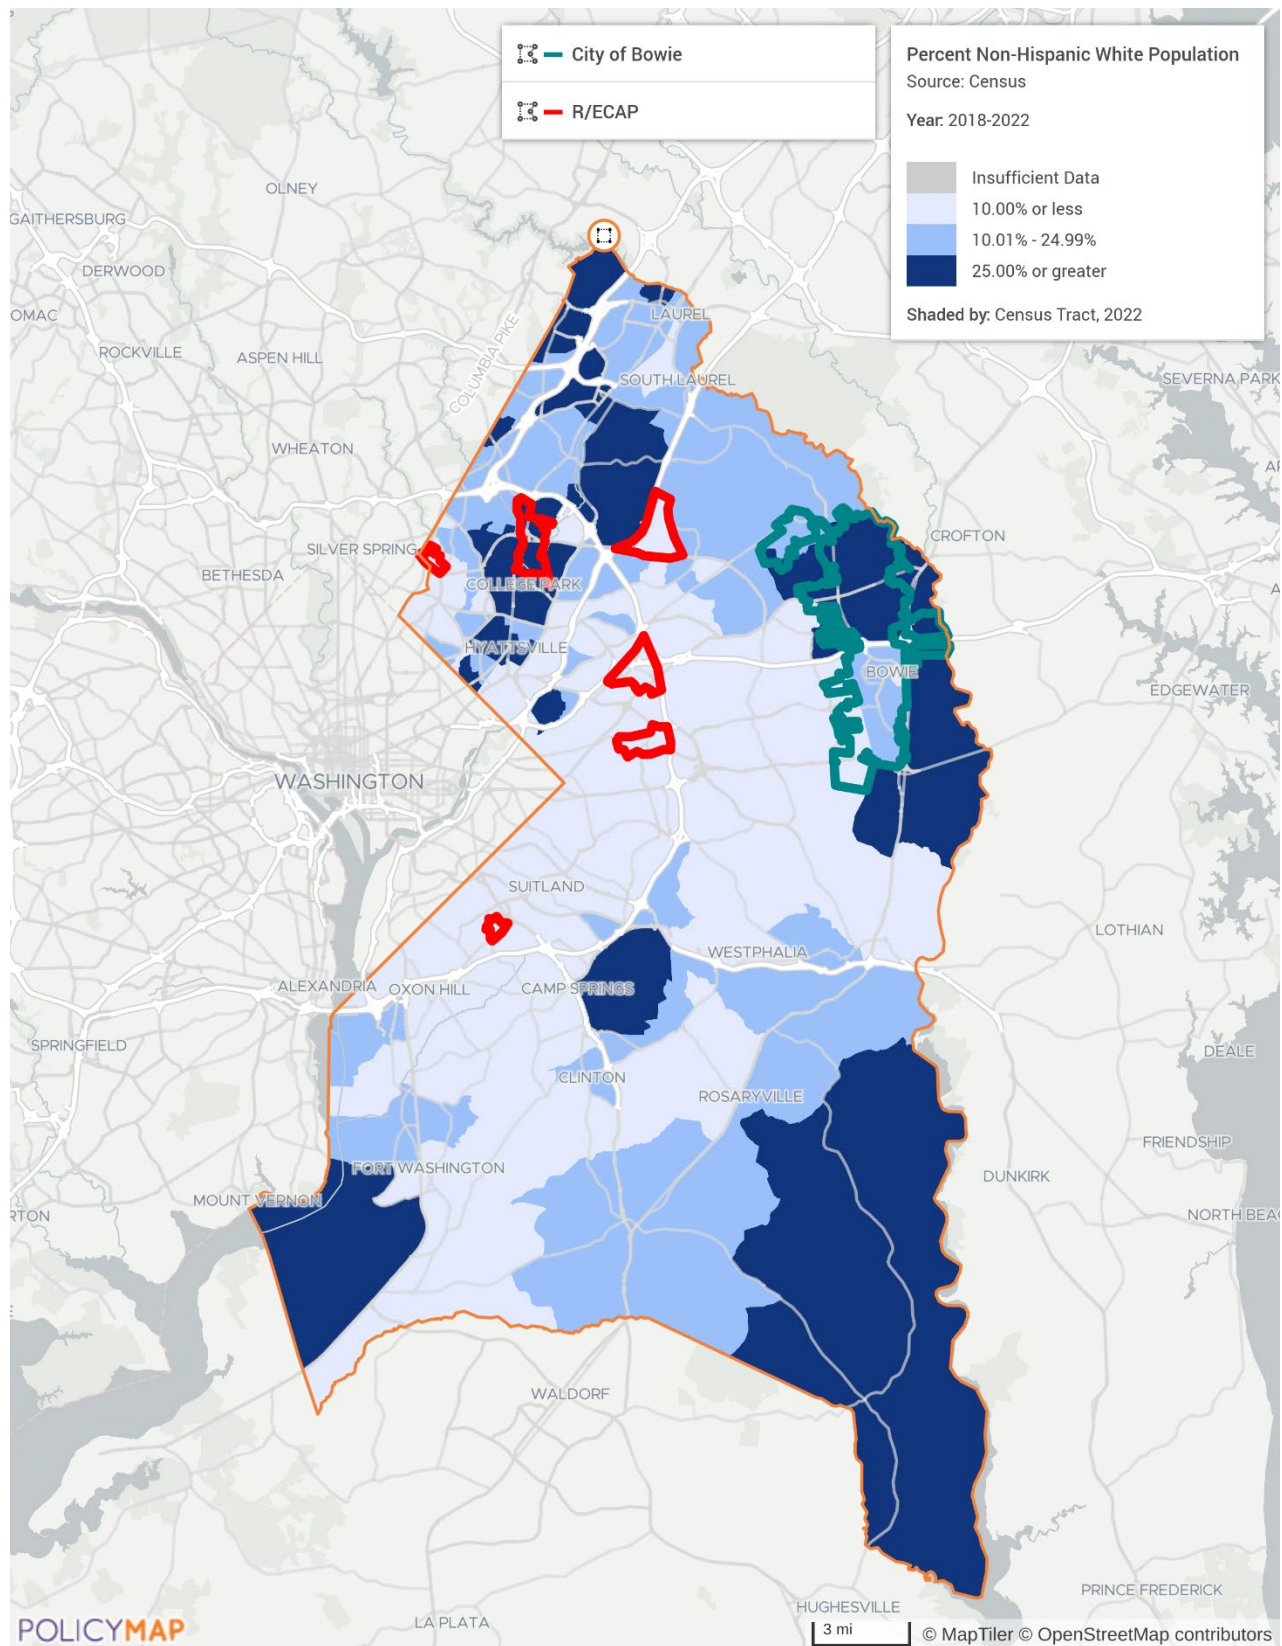 City of Bowie
R/ECAP
Percent Non-Hispanic White Population
Source: Census
Year: 2018-2022
Insufficient Data
10.00% or less
10.01% - 24.99%
25.00% or greater
Shaded by: Census Tract, 2022
OLNEY
GAITHERSBURG
DERWOOD
OMAC
ROCKVILLE
ASPEN HILL
COLUMBIA PIKE
LAUREL
SOUTH LAUREL
SEVERNA PARK
WHEATON
AR
CROFTON
SILVER SPRING
BETHESDA
COLLEGE PARK
A
HYATTSVILLE
BOWIE
EDGEWATER
WASHINGTON
SUITLAND
LOTHIAN
WESTPHALIA
ALEXANDRIA
OXON HILL
CAMP SPRINGS
SPRINGFIELD
DEALE
CLINTON
ROSARYVILLE
FRIENDSHIP
FORT WASHINGTON
DUNKIRK
MOUNT VERNON
RTON
NORTH BEAC
WALDORF
PRINCE FREDERICK
HUGHESVILLE
LA PLATA
POLICYMAP
3 mi
© MapTiler © OpenStreetMap contributors